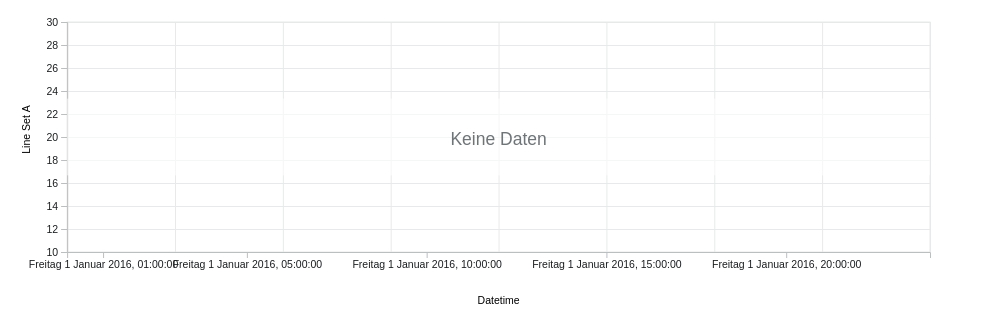 30
28
26
24
22
20
18
16
14
12
10
Line Set A
Keine Daten
Freitag 1 Januar 2016, 01:00:00
Freitag 1 Januar 2016, 05:00:00
Freitag 1 Januar 2016, 10:00:00
Freitag 1 Januar 2016, 15:00:00
Freitag 1 Januar 2016, 20:00:00
Datetime